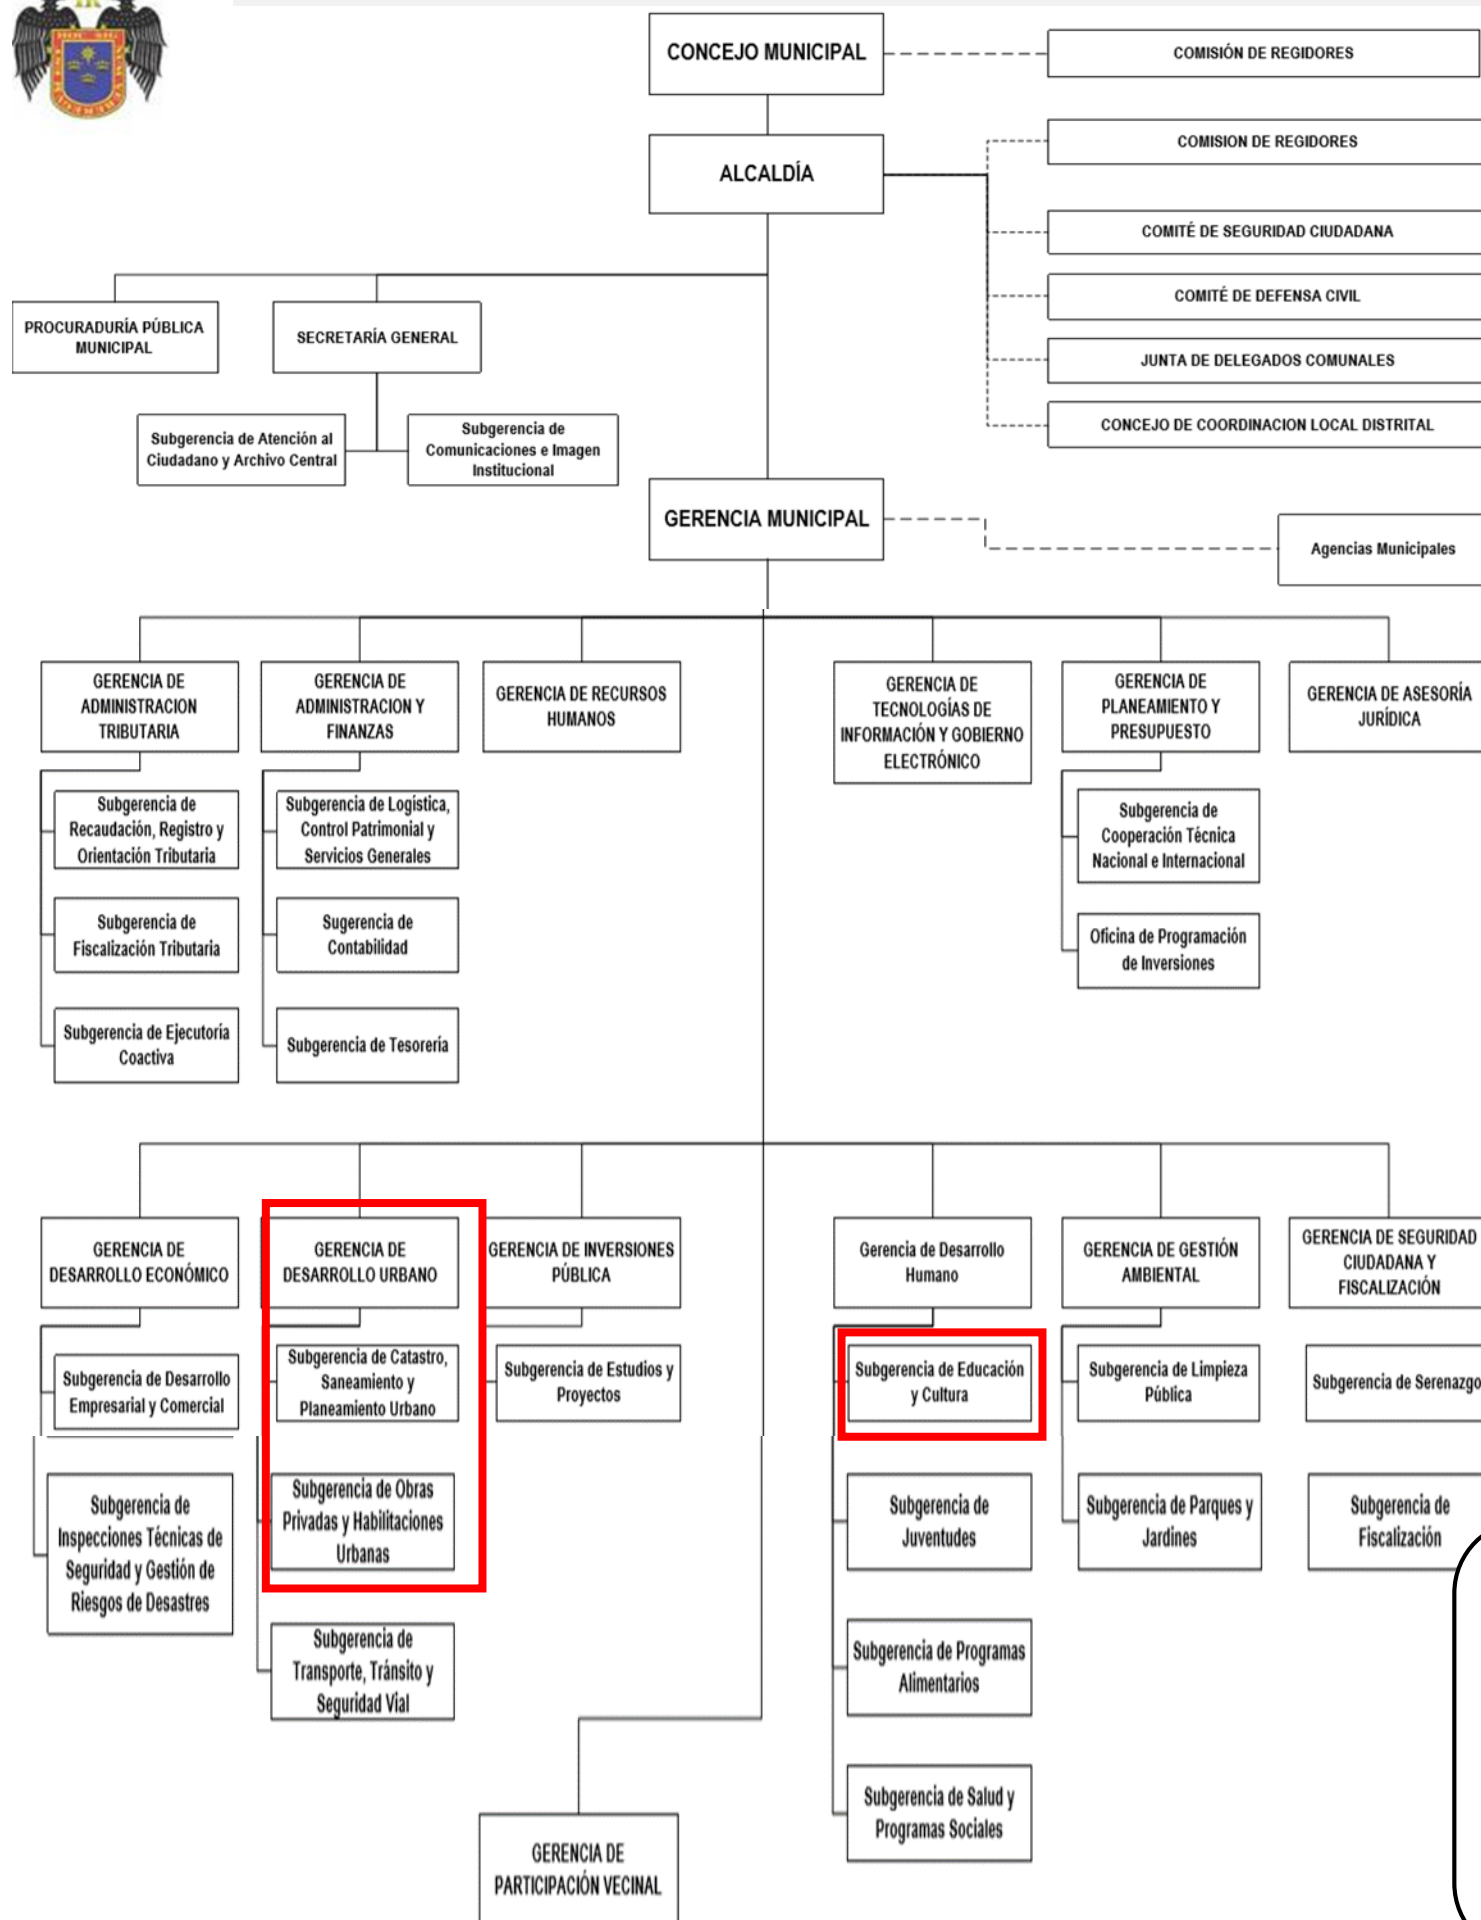 CONCEJO MUNICIPAL
COMISIÓN DE REGIDORES
ALCALDÍA
COMISION DE REGIDORES
COMITÉ DE SEGURIDAD CIUDADANA
COMITÉ DE DEFENSA CIVIL
JUNTA DE DELEGADOS COMUNALES
CONCEJO DE COORDINACION LOCAL DISTRITAL
PROCURADURÍA PÚBLICA
MUNICIPAL
SECRETARÍA GENERAL
Subgerencia de Atención al
Ciudadano y Archivo Central
Subgerencia de
Comunicaciones e Imagen
Institucional
GERENCIA MUNICIPAL
Agencias Municipales
GERENCIA DE
ADMINISTRACION
TRIBUTARIA
GERENCIA DE
ADMINISTRACION Y
FINANZAS
GERENCIA DE RECURSOS
HUMANOS
GERENCIA DE
TECNOLOGÍAS DE
INFORMACIÓN Y GOBIERNO
ELECTRÓNICO
GERENCIA DE
PLANEAMIENTO Y
PRESUPUESTO
GERENCIA DE ASESORÍA
JURÍDICA
Subgerencia de
Recaudación, Registro y
Orientación Tributaria
Subgerencia de
Fiscalización Tributaria
Subgerencia de Ejecutoría
Coactiva
Subgerencia de Logística,
Control Patrimonial y
Servicios Generales
Sugerencia de
Contabilidad
Subgerencia de Tesorería
Subgerencia de
Cooperación Técnica
Nacional e Internacional
Oficina de Programación
de Inversiones
GERENCIA DE
DESARROLLO ECONÓMICO
GERENCIA DE
DESARROLLO URBANO
GERENCIA DE INVERSIONES
PÚBLICA
Gerencia de Desarrollo
Humano
GERENCIA DE GESTIÓN
AMBIENTAL
GERENCIA DE SEGURIDAD
CIUDADANA Y
FISCALIZACIÓN
Subgerencia de Desarrollo
Empresarial y Comercial
Subgerencia de
Inspecciones Técnicas de
Seguridad y Gestión de
Riesgos de Desastres
Subgerencia de Catastro,
Saneamiento y
Planeamiento Urbano
Subgerencia de Obras
Privadas y Habilitaciones
Urbanas
Subgerencia de
Transporte, Tránsito y
Seguridad Vial
Subgerencia de Estudios y
Proyectos
Subgerencia de Educación
y Cultura
Subgerencia de
Juventudes
Subgerencia de Programas
Alimentarios
Subgerencia de Salud y
Programas Sociales
Subgerencia de Limpieza
Pública
Subgerencia de Parques y
Jardines
Subgerencia de Serenazgo
Subgerencia de
Fiscalización
GERENCIA DE
PARTICIPACIÓN VECINAL